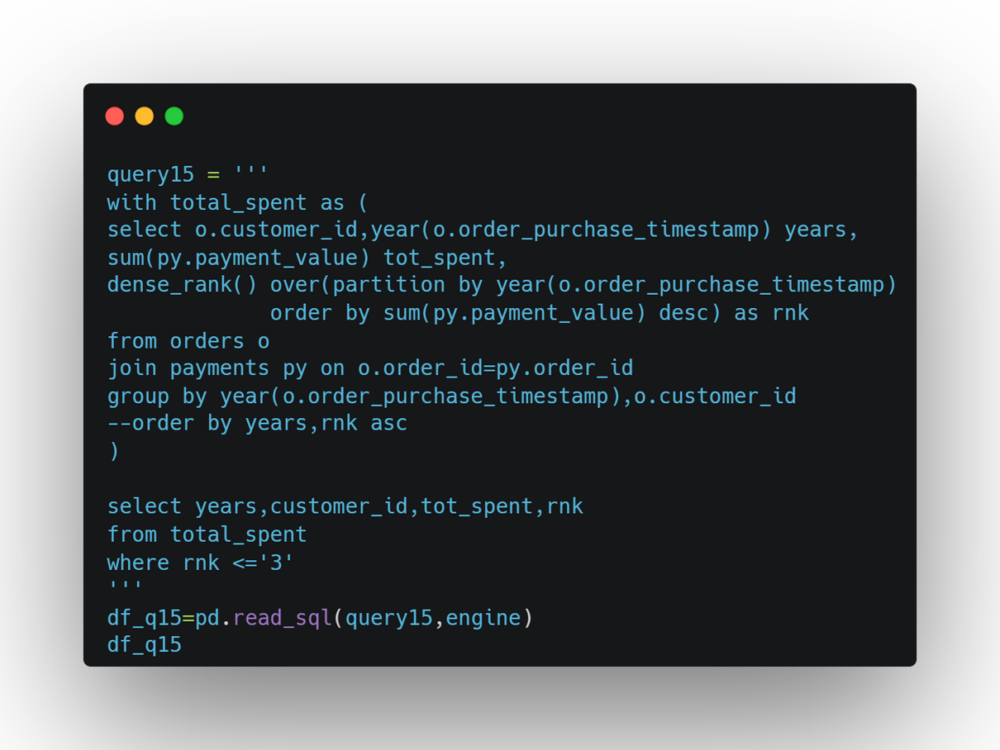 query15 = '''
with total_spent as (
select o.customer_id,year(o.order_purchase_timestamp) years,
sum(py.payment_value) tot_spent,
dense_rank() over(partition by year(o.order_purchase_timestamp)
             order by sum(py.payment_value) desc) as rnk
from orders o
join payments py on o.order_id=py.order_id
group by year(o.order_purchase_timestamp),o.customer_id
--order by years,rnk asc
)

select years,customer_id,tot_spent,rnk
from total_spent
where rnk <='3'
'''
df_q15=pd.read_sql(query15,engine)
df_q15